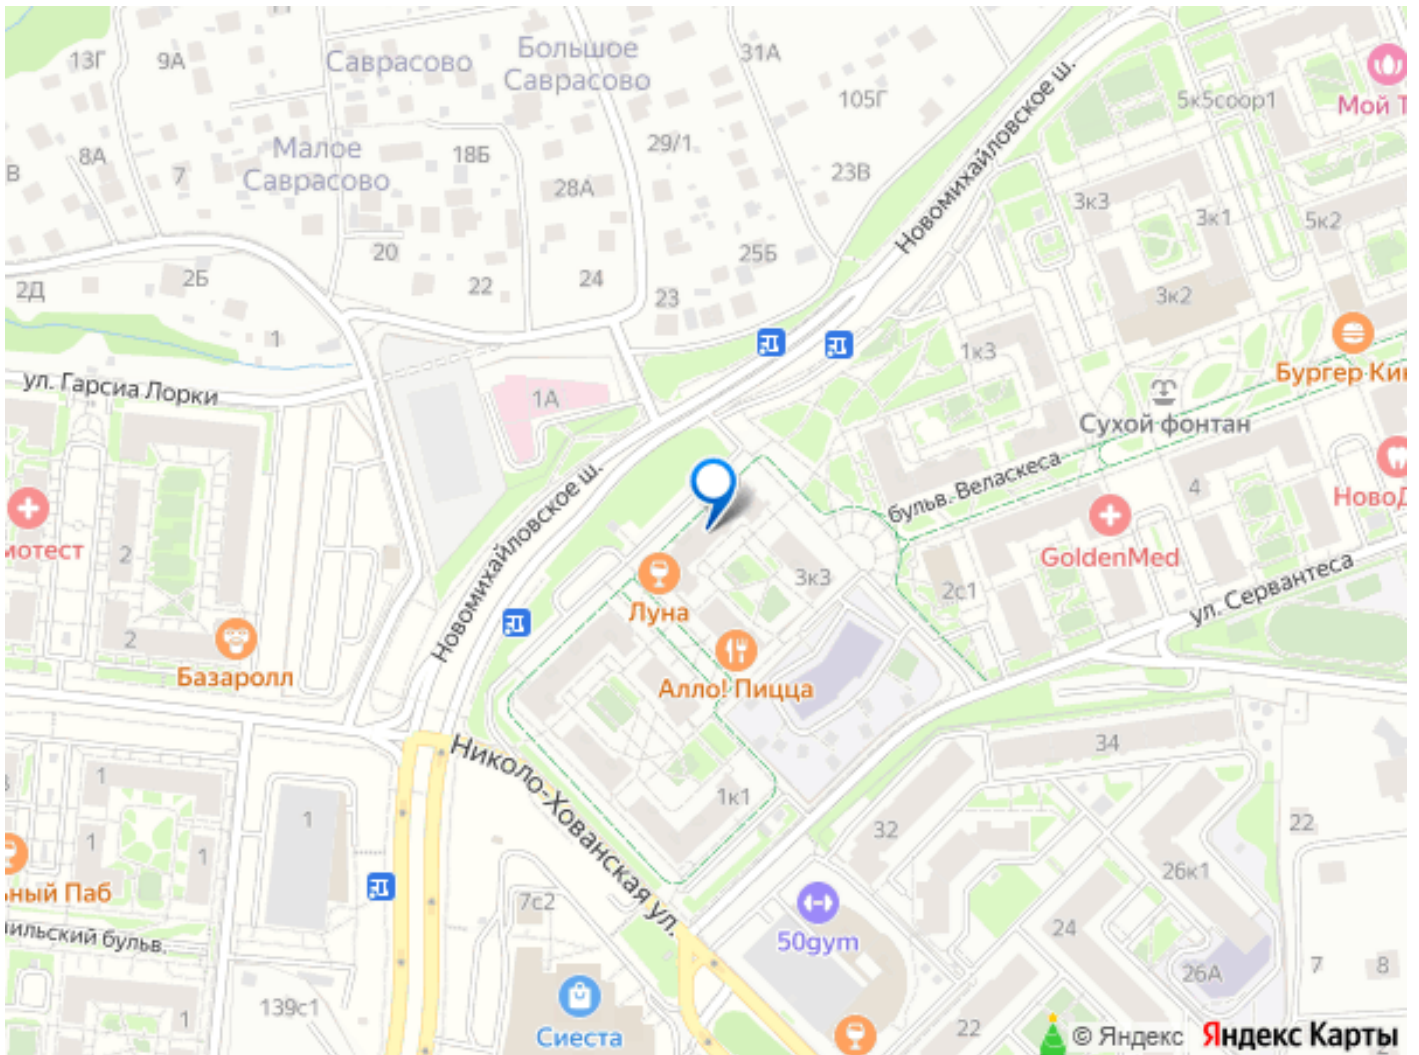 13Г
9А
Саврасово
Большое
Саврасово
31А
105Г
5к5соор1
Мой Т
8А
7
Малое
Саврасово
18Б
28А
29/1
23В
Новомихайловское ш.
3к3
3к1
5к2
В
2Д
2Б
20
22
24
25Б
23
3к2
1
1к3
Бургер Кин
ул. Гарсиа Лорки
1А
Сухой фонтан
бульв. Веласкеса
4
НовоД
мотест
2
GoldenMed
Новомихайловское ш.
Луна
3к3
2с1
ул. Сервантеса
2
Базаролл
Алло! Пицца
Николо-Хованская ул.
34
1
1
1к1
32
22
1
1
ьный Паб
26к1
7с2
50gym
24
ильский бульв.
26А
7
8
139с1
1
Сиеста
22
© Яндекс Яндекс Карты